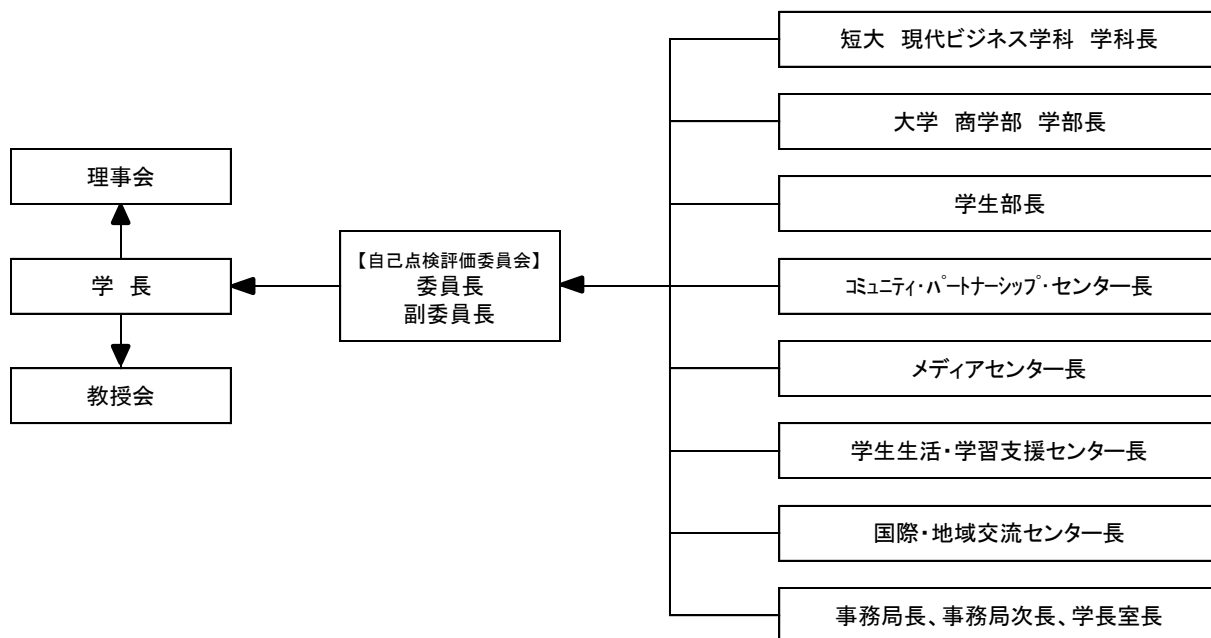 理事会
学 長
教授会
【自己点検評価委員会】
委員長
副委員長
短大 現代ビジネス学科 学科長
大学 商学部 学部長
学生部長
ｺﾐｭﾆﾃｨ･ﾊﾟｰﾄﾅｰｼｯﾌﾟ･センター長
メディアセンター長
学生生活・学習支援センター長
国際・地域交流センター長
事務局長、事務局次長、学長室長